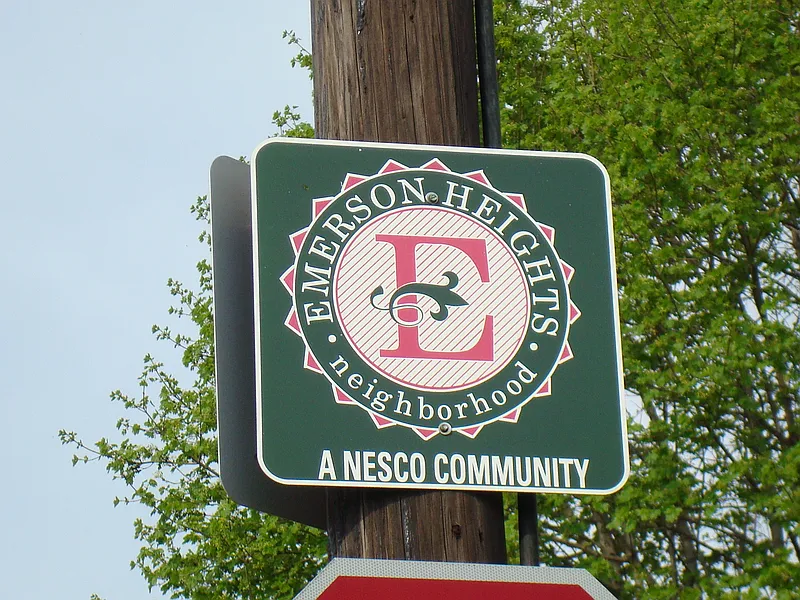 EMERSON HEIGHTS
E
• neighborhood •
A NESCO COMMUNITY